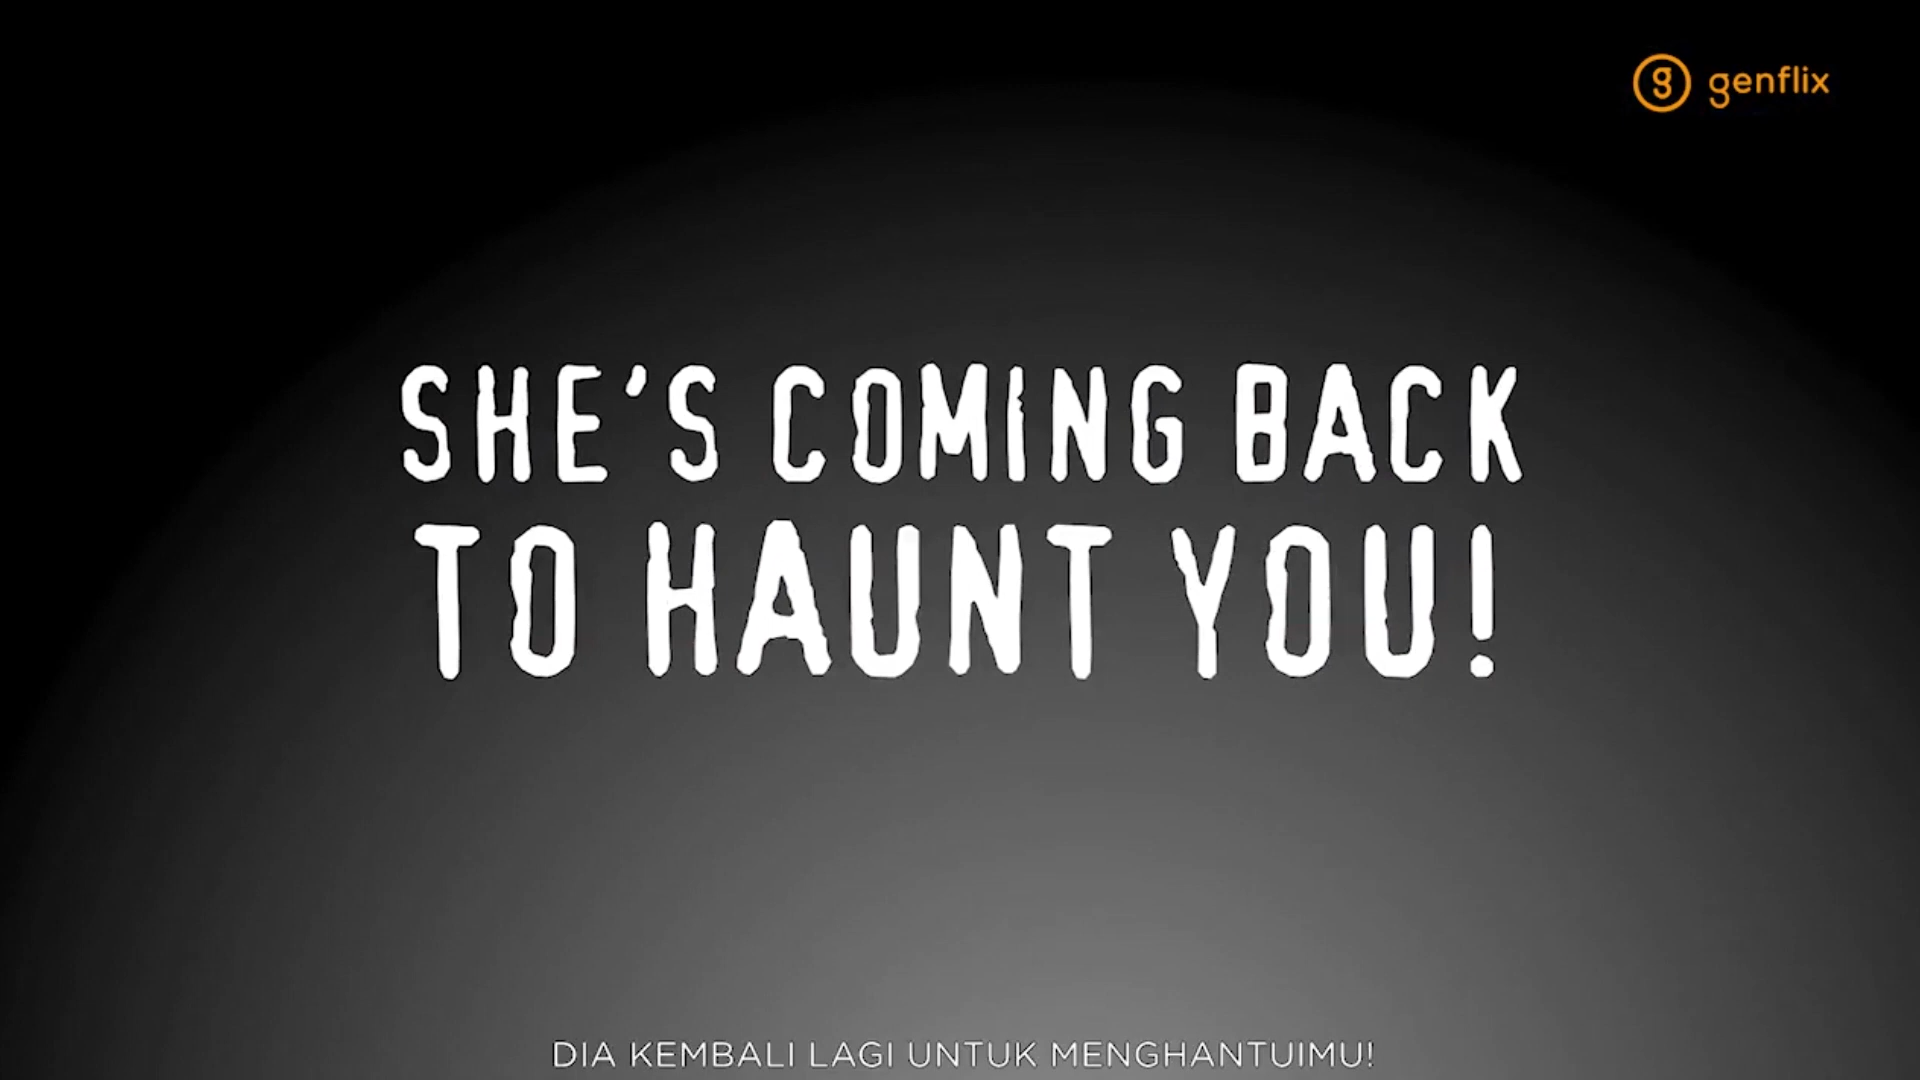 g genflix
SHE'S COMING BACK
TO HAUNT YOU!
DIA KEMBALI LAGI UNTUK MENGHANTUIMU!